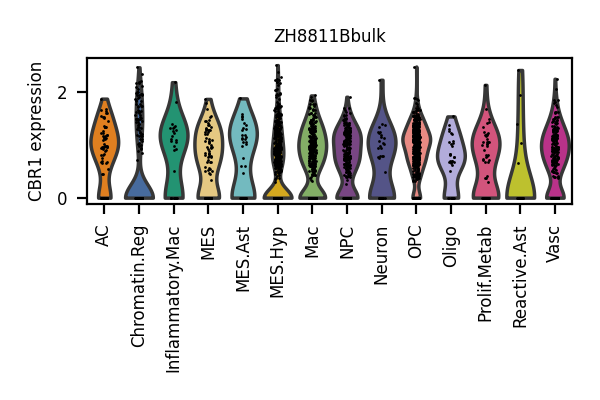 ZH8811Bbulk
CBR1 expression
2
0
AC
Chromatin.Reg
Inflammatory.Mac
MES
MES.Ast
MES.Hyp
Mac
NPC
Neuron
OPC
Oligo
Prolif.Metab
Reactive.Ast
Vasc